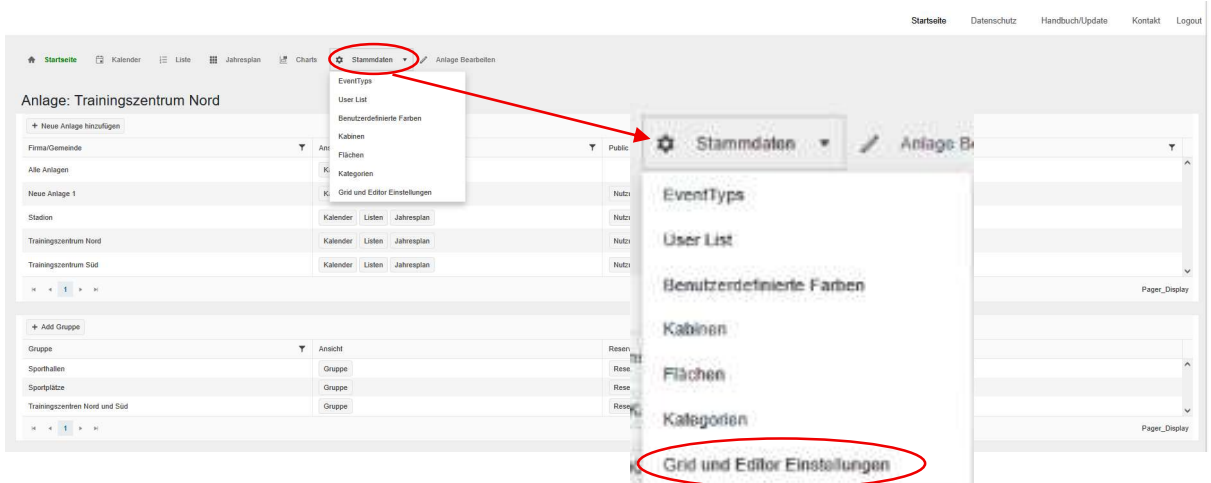 Startseite Datenschutz Handbuch/Update Kontakt Logout
Startseite Kalender Liste Jahresplan Charts Stammdaten Anlage Bearbeiten
EventTyps
User List
Benutzerdefinierte Farben
Kabinen
Flächen
Kategorien
Grid und Editor Einstellungen
Anlage: Trainingszentrum Nord
+ Neue Anlage hinzufügen
Firma/Gemeinde Public
Alle Anlagen
Neue Anlage 1
Stadion Kalender Listen Jahresplan
Trainingszentrum Nord Kalender Listen Jahresplan
Trainingszentrum Süd Kalender Listen Jahresplan
1 Pager_Display
+ Add Gruppe
Gruppe Ansicht
Sporthallen Gruppe
Sportplätze Gruppe
Trainingszentren Nord und Süd Gruppe
1 Pager_Display
Stammdaten Anlage
EventTyps
User List
Benutzerdefinierte Farben
Kabinen
Flächen
Kategorien
Grid und Editor Einstellungen